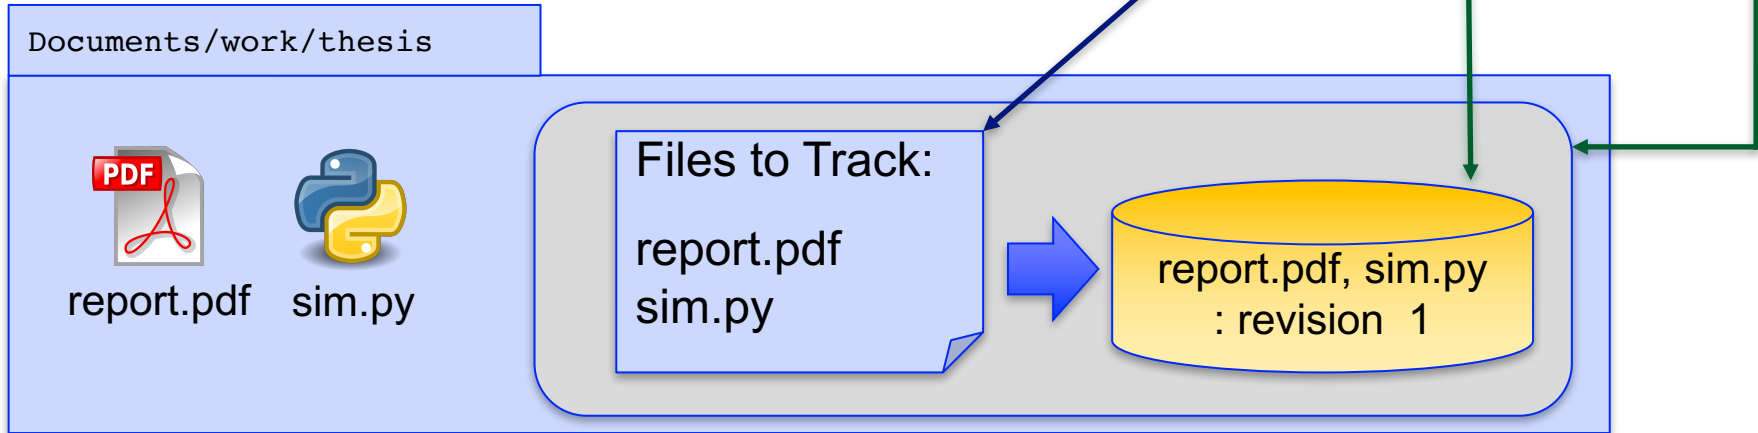 Documents/work/thesis
PDF
report.pdf
sim.py
Files to Track:
report.pdf
sim.py
report.pdf, sim.py
: revision 1